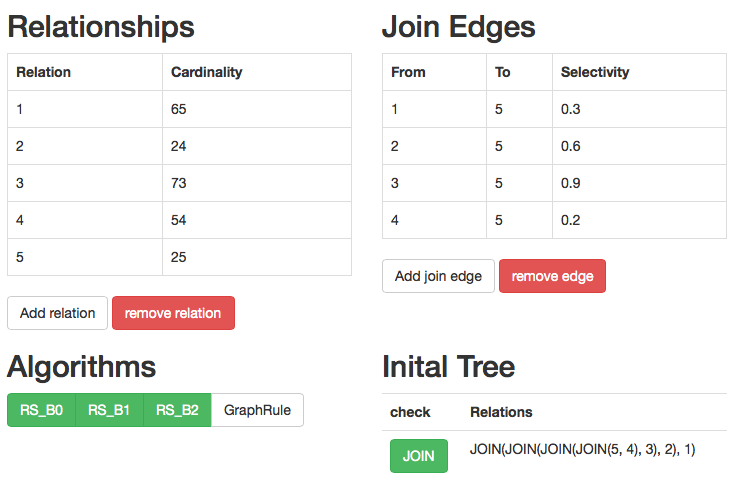 Relationships
Relation Cardinality
1 65
2 24
3 73
4 54
5 25
Add relation remove relation
Join Edges
From To Selectivity
1 5 0.3
2 5 0.6
3 5 0.9
4 5 0.2
Add join edge remove edge
Algorithms
RS_B0 RS_B1 RS_B2 GraphRule
Inital Tree
check Relations
JOIN JOIN(JOIN(JOIN(JOIN(5, 4), 3), 2), 1)